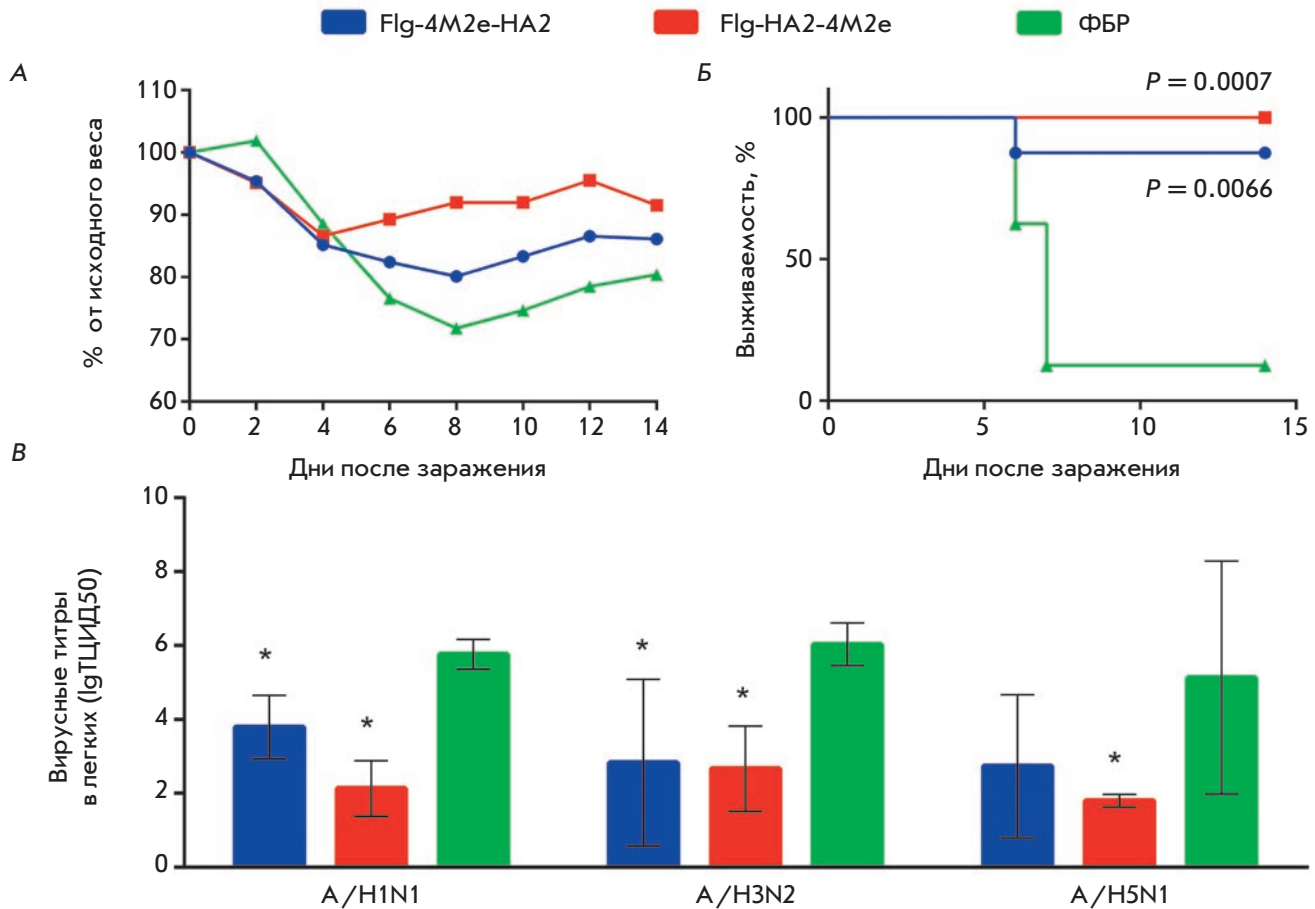 Flg-4M2e-HA2
Flg-HA2-4M2e
ФБР
А
% от исходного веса
110
100
90
80
70
60
0 2 4 6 8 10 12 14
Дни после заражения
Б
Выживаемость, %
100
50
0
P = 0.0007
P = 0.0066
0 5 10 15
Дни после заражения
В
Вирусные титры
в легких (lgТЦИД50)
10
8
6
4
2
0
* * * * *
A/H1N1 A/H3N2 A/H5N1